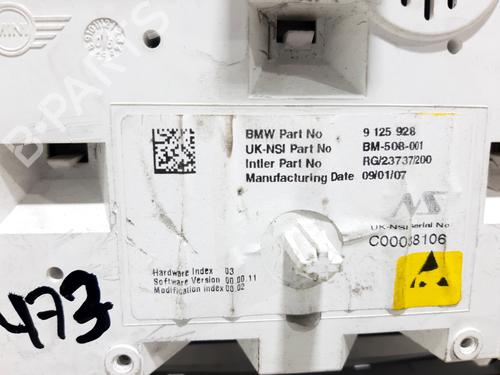 M.N.
BMW Part No 9 125 928
UK-NSI Part No BM-508-001
Intler Part No RG/23737/200
Manufacturing Date 09/01/07
UK-NSI Serial No
C00038106
Hardware Index 03
Software Version 00.00.11
Modification index 00.02
473
B-PARTS